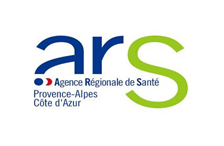 ars
Agence Régionale de Santé
Provence-Alpes
Côte d'Azur